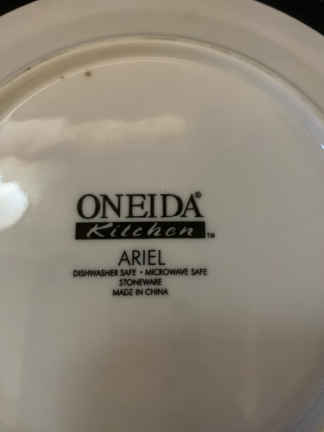 ONEIDA®
Kitchen™
ARIEL
DISHWASHER SAFE • MICROWAVE SAFE
STONEWARE
MADE IN CHINA